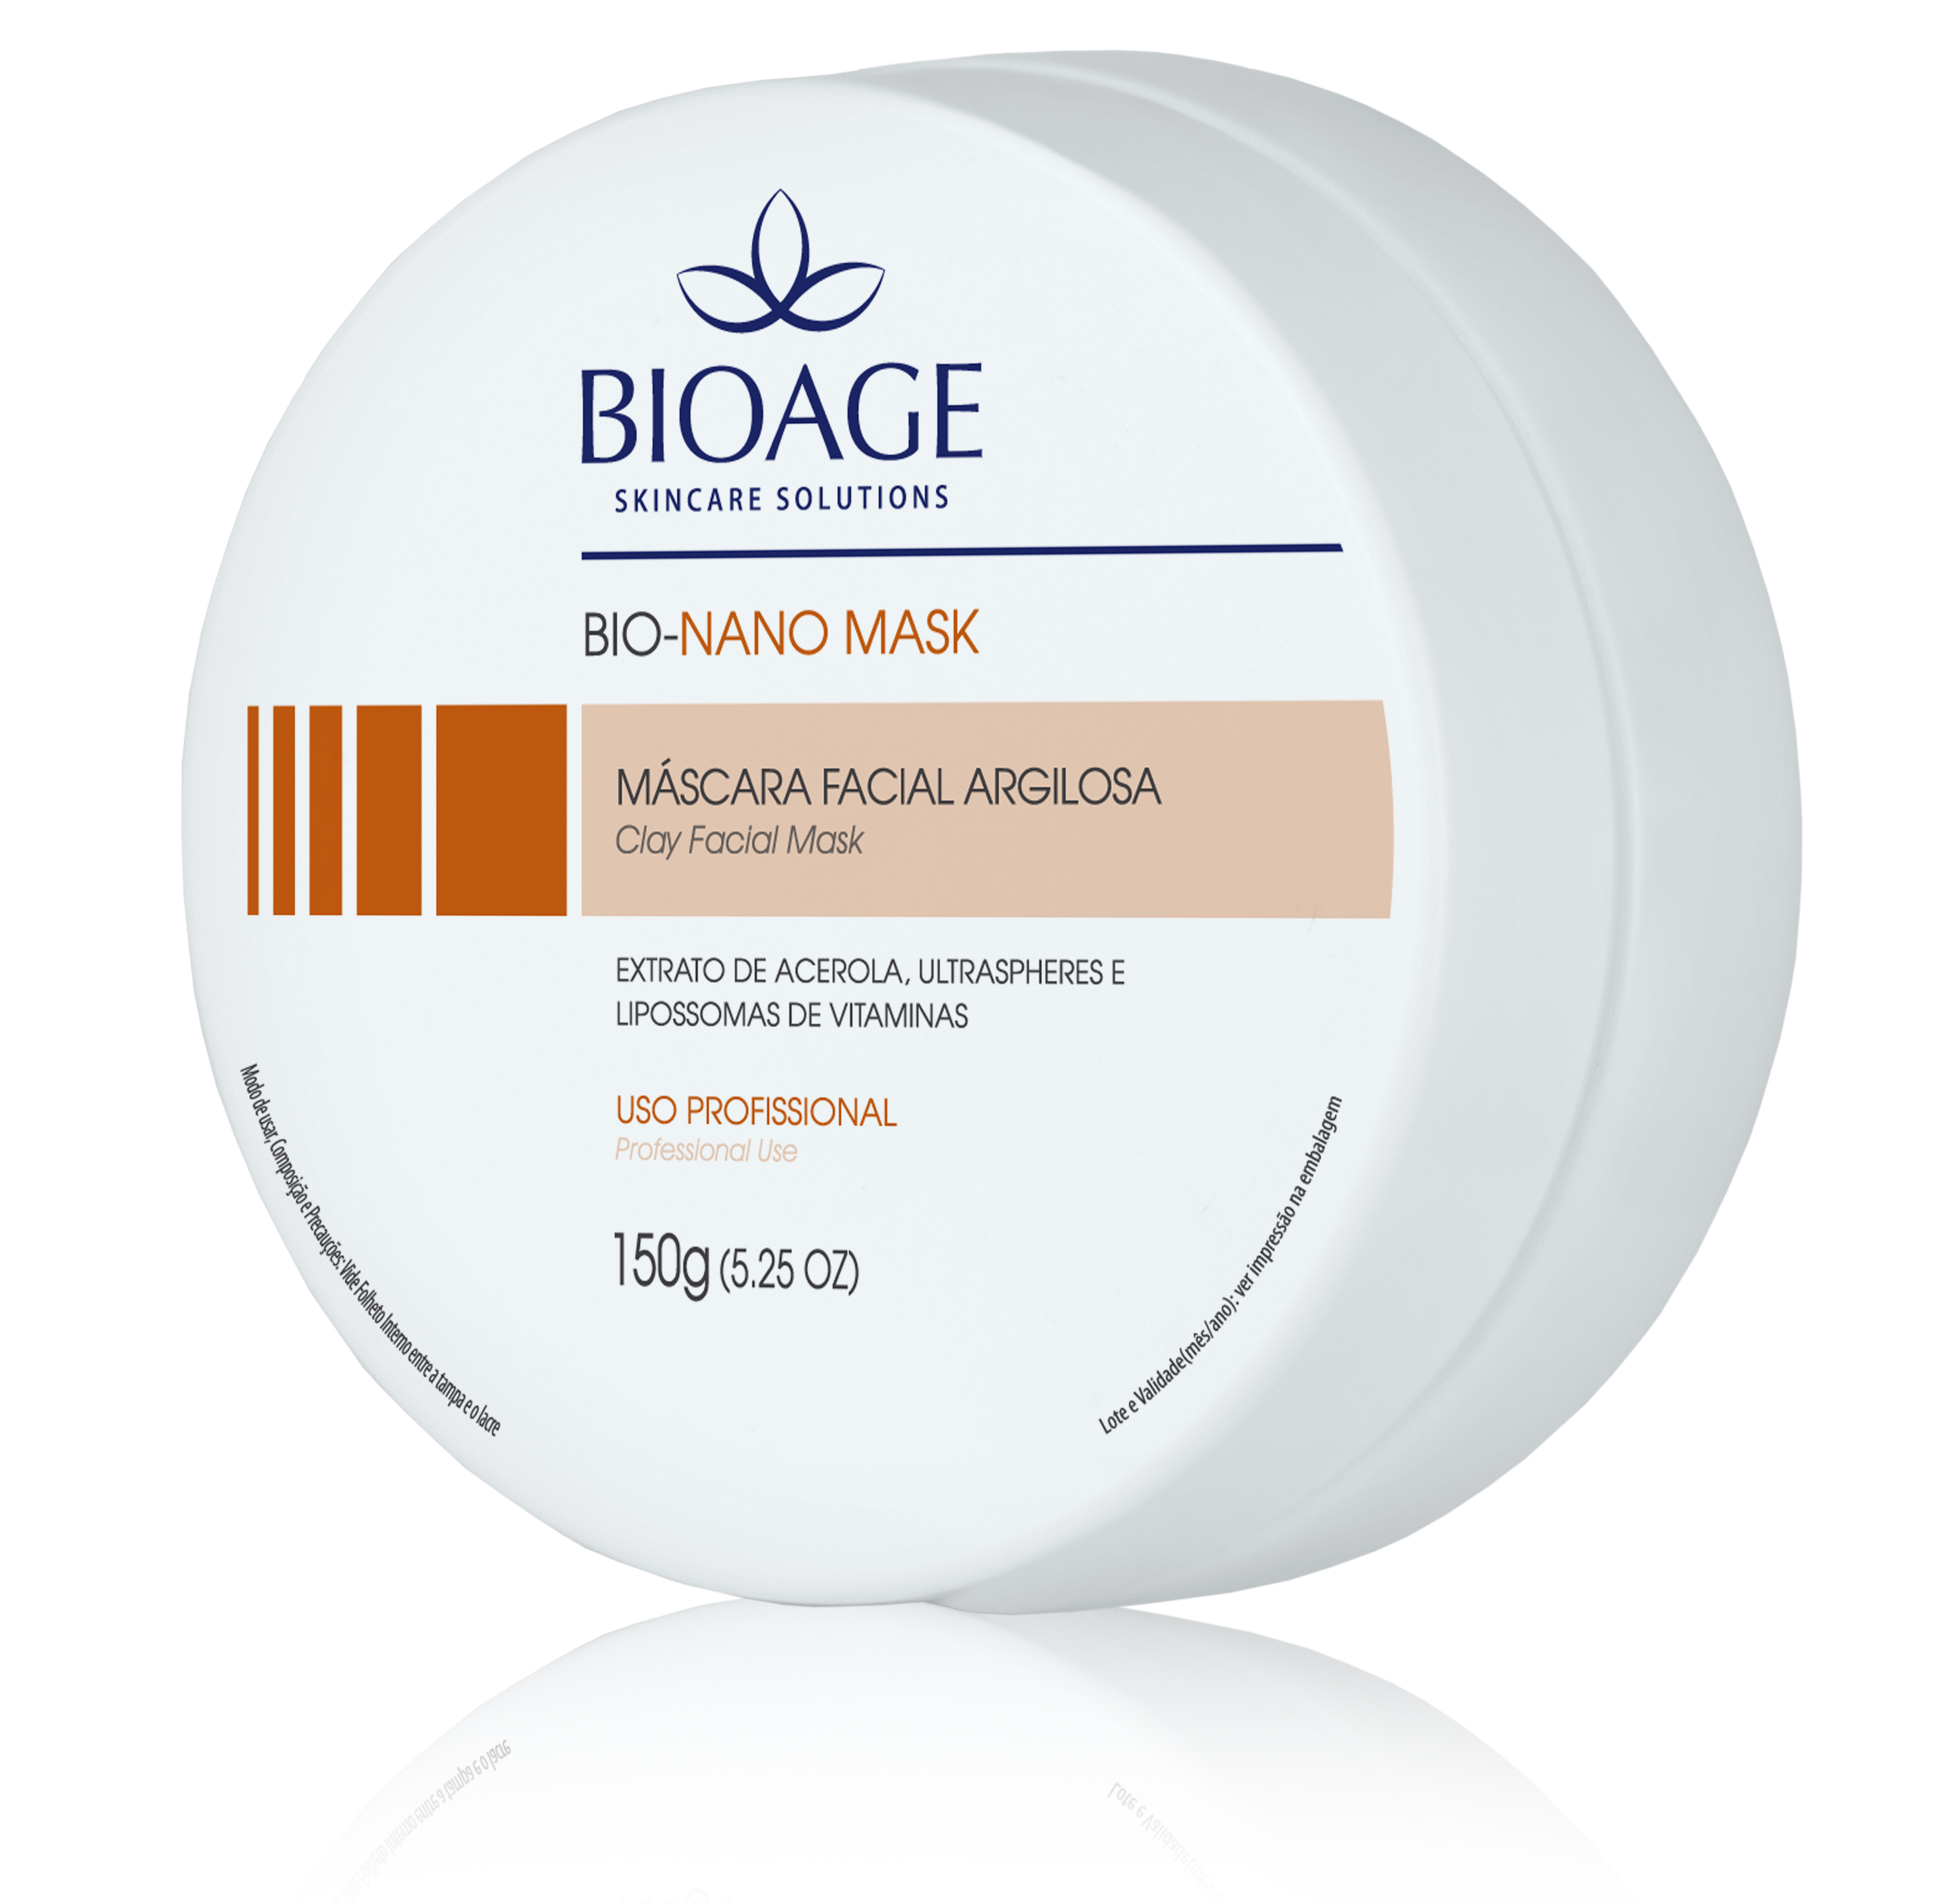 BIOAGE
SKINCARE SOLUTIONS
BIO-NANO MASK
MÁSCARA FACIAL ARGILOSA
Clay Facial Mask
EXTRATO DE ACEROLA, ULTRASPHERES E
LIPOSSOMAS DE VITAMINAS
USO PROFISSIONAL
Professional Use
150g (5.25 OZ)
Modo de usar, Composição e Precauções: Vide Folheto Interno entre a tampa e o lacre
Lote e Validade(mês/ano): ver impressão na embalagem